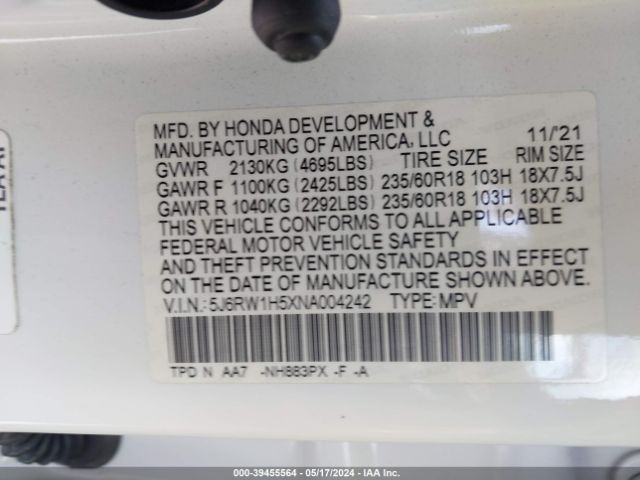 MFD. BY HONDA DEVELOPMENT &
MANUFACTURING OF AMERICA, LLC 11/'21
GVWR 2130KG (4695LBS) TIRE SIZE RIM SIZE
GAWR F 1100KG (2425LBS) 235/60R18 103H 18X7.5J
GAWR R 1040KG (2292LBS) 235/60R18 103H 18X7.5J
THIS VEHICLE CONFORMS TO ALL APPLICABLE
FEDERAL MOTOR VEHICLE SAFETY
AND THEFT PREVENTION STANDARDS IN EFFECT
ON THE DATE OF MANUFACTURE SHOWN ABOVE.
V.I.N.:5J6RW1H5XNA004242 TYPE:MPV
TPD N AA7 -NH883PX -F -A
000-39455564 - 05/17/2024 - IAA Inc.